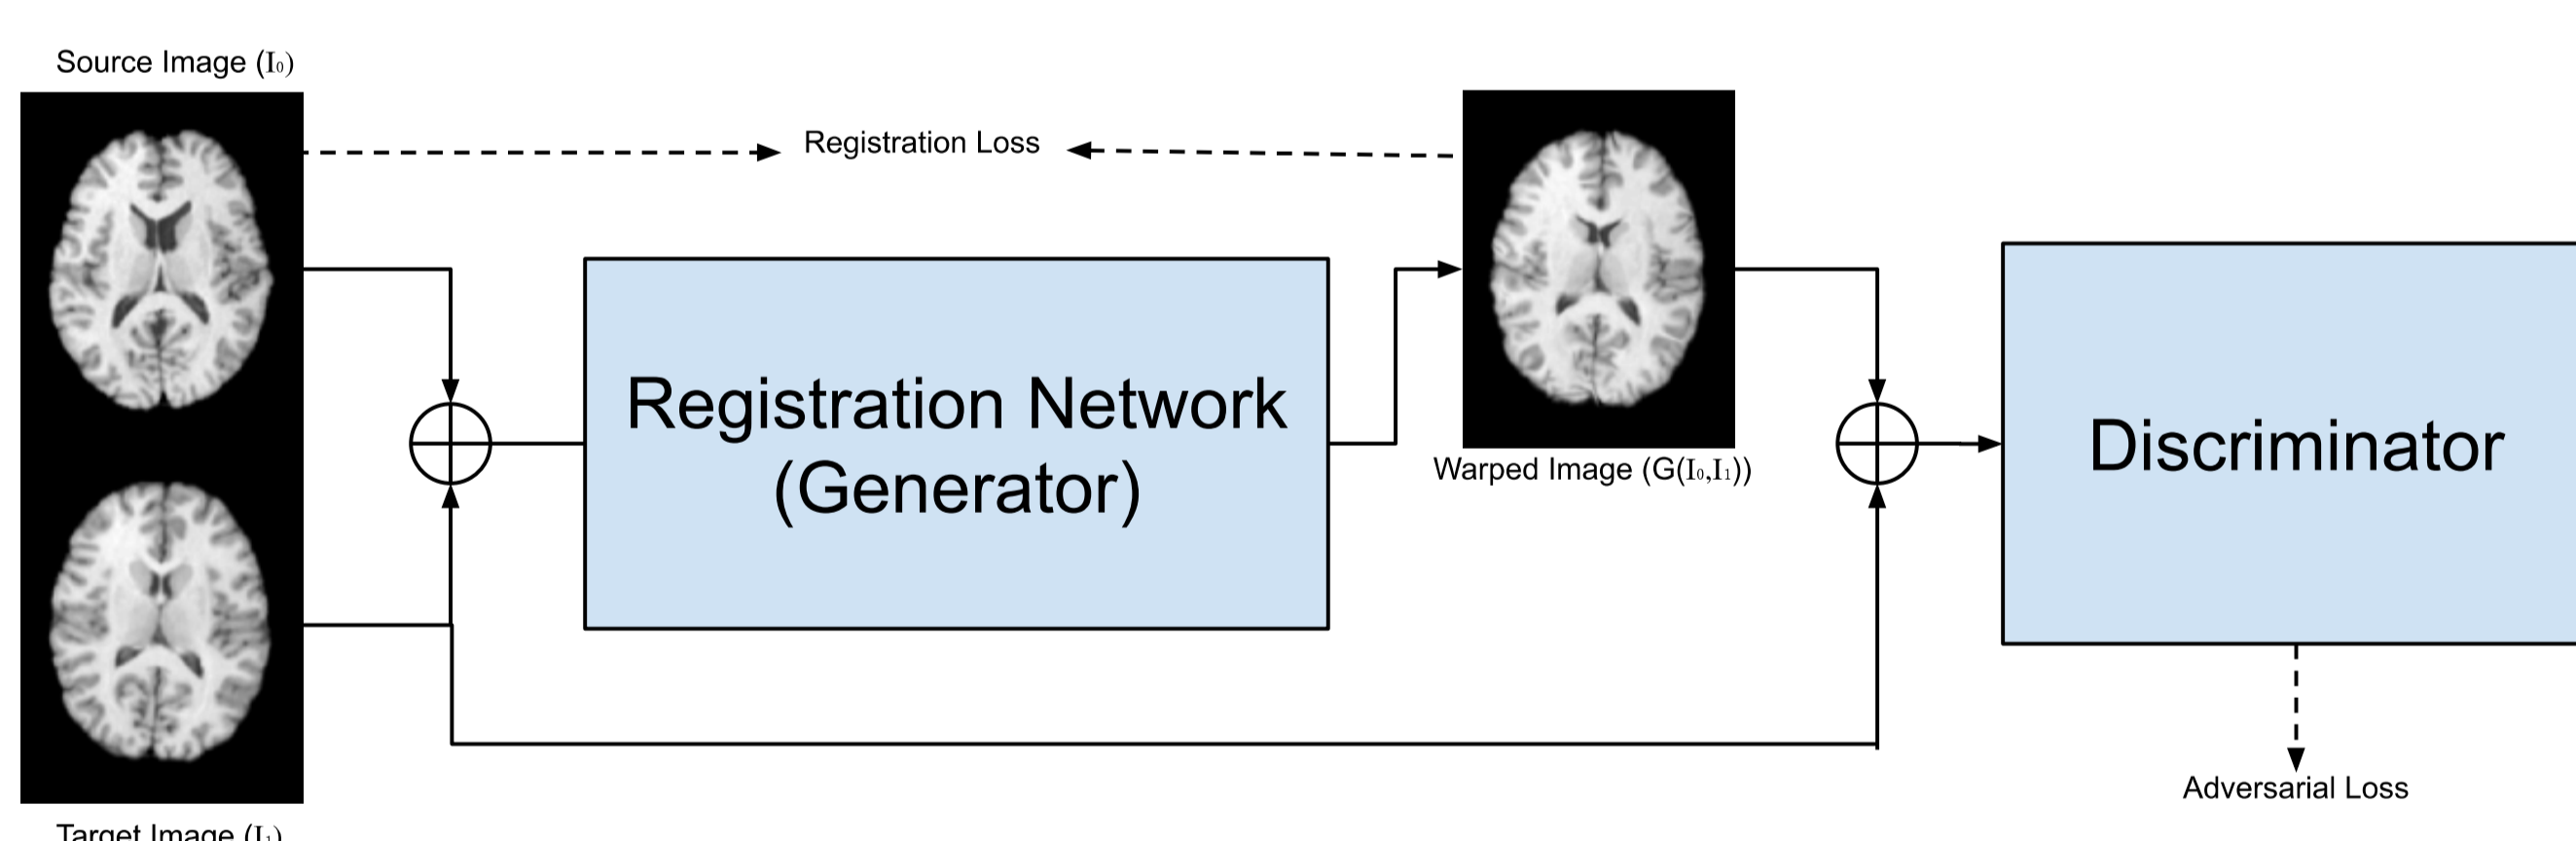 Source Image (I₀)
Registration Loss
Registration Network
(Generator)
Warped Image (G(I₀,I₁))
Discriminator
Adversarial Loss
Target Image (I₁)